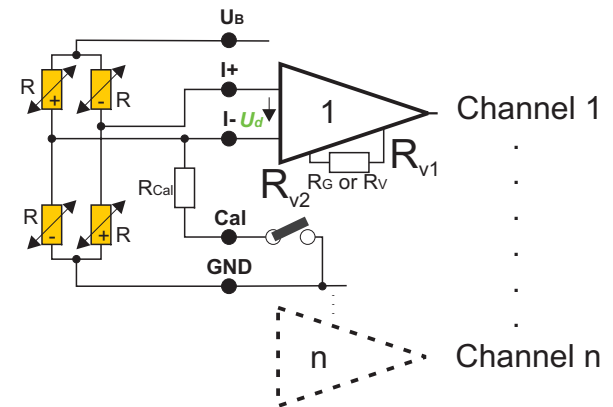 UB
I+
R
+
-
R
1
Channel 1
I-
Ud
Rv1
RG or RV
Rv2
RCal
R
-
R
+
Cal
GND
n
Channel n